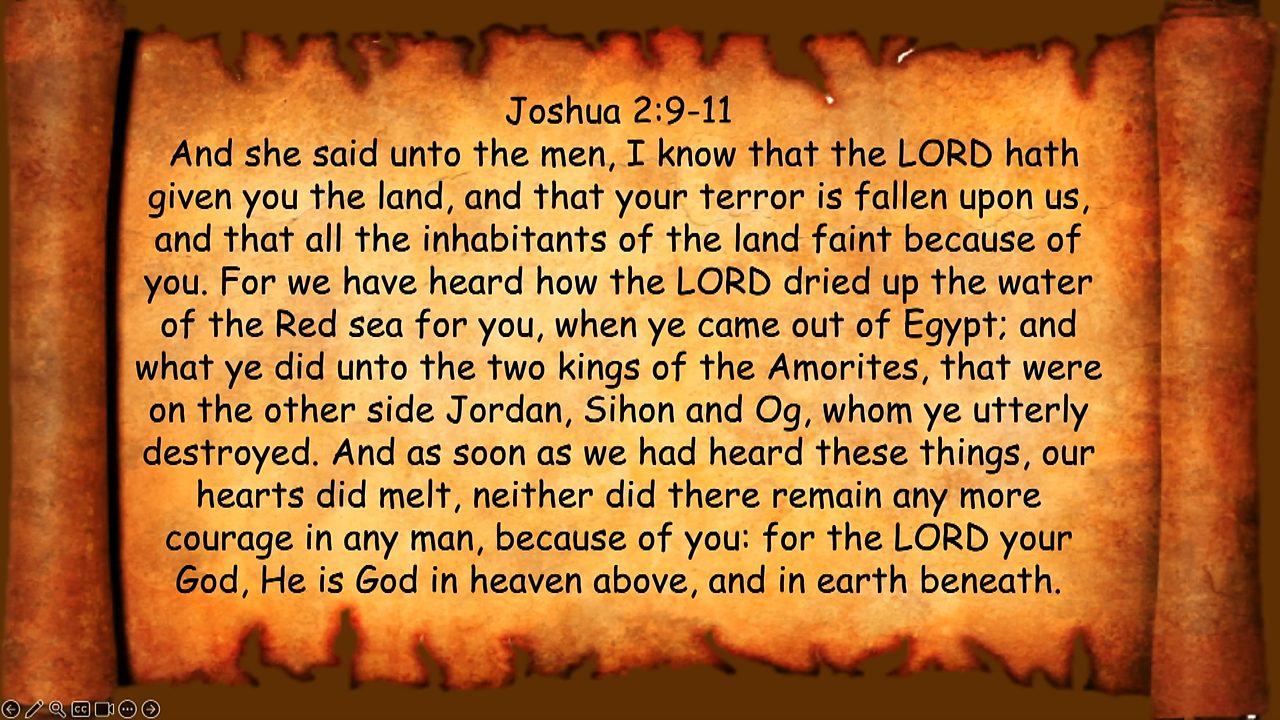 Joshua 2:9-11
And she said unto the men, I know that the LORD hath
given you the land, and that your terror is fallen upon us,
and that all the inhabitants of the land faint because of
you. For we have heard how the LORD dried up the water
of the Red sea for you, when ye came out of Egypt; and
what ye did unto the two kings of the Amorites, that were
on the other side Jordan, Sihon and Og, whom ye utterly
destroyed. And as soon as we had heard these things, our
hearts did melt, neither did there remain any more
courage in any man, because of you: for the LORD your
God, He is God in heaven above, and in earth beneath.
CC